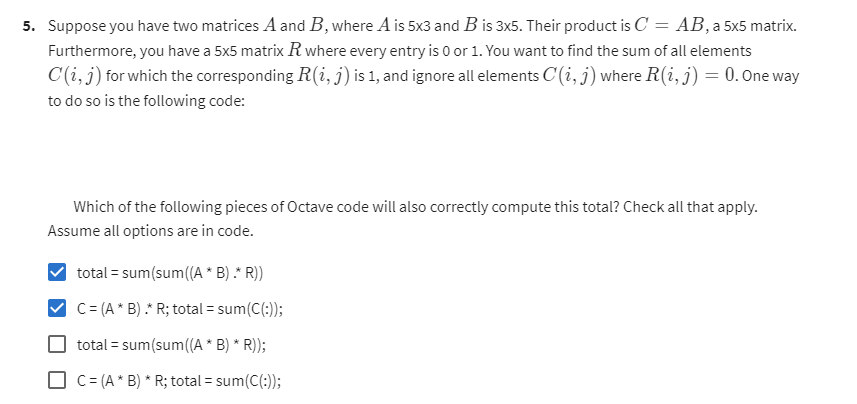 5. Suppose you have two matrices A and B, where A is 5x3 and B is 3x5. Their product is C = AB, a 5x5 matrix.
Furthermore, you have a 5x5 matrix R where every entry is 0 or 1. You want to find the sum of all elements
C(i, j) for which the corresponding R(i, j) is 1, and ignore all elements C(i, j) where R(i, j) = 0. One way
to do so is the following code:
Which of the following pieces of Octave code will also correctly compute this total? Check all that apply.
Assume all options are in code.
total = sum(sum((A * B) .* R))
C = (A * B) .* R; total = sum(C(:));
total = sum(sum((A * B) * R));
C = (A * B) * R; total = sum(C(:));